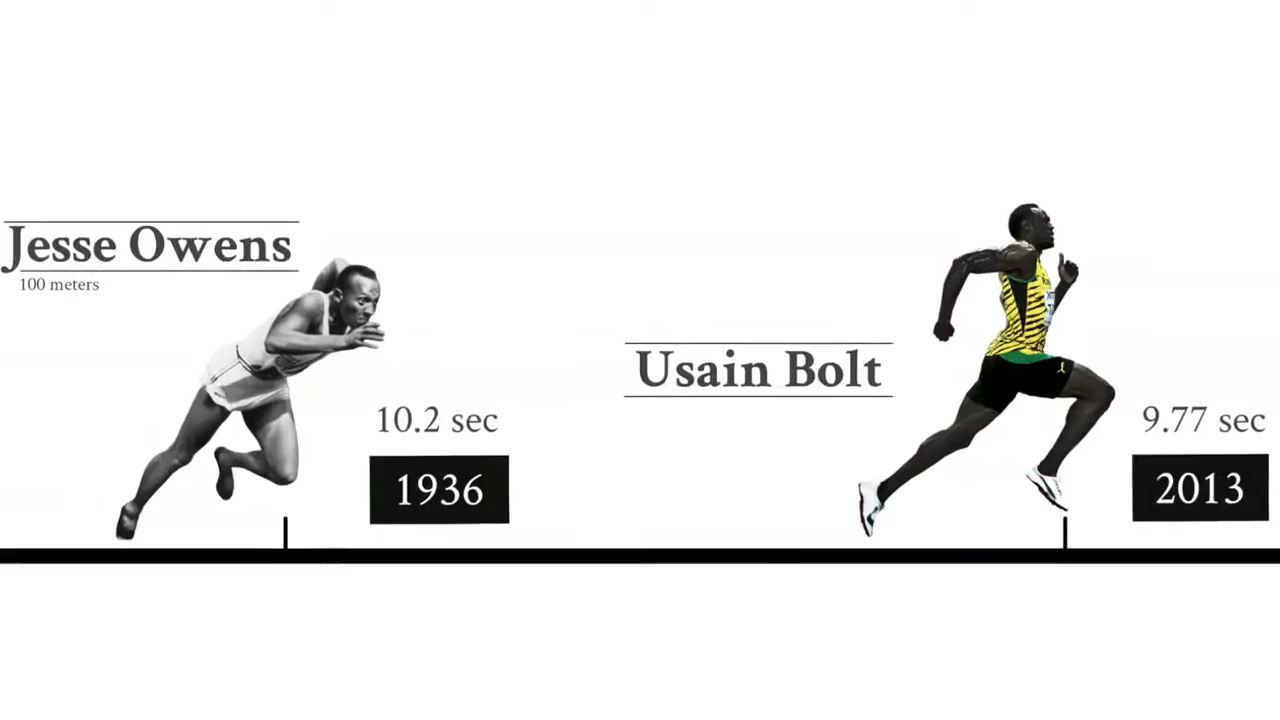 Jesse Owens
100 meters
10.2 sec
1936
Usain Bolt
9.77 sec
2013